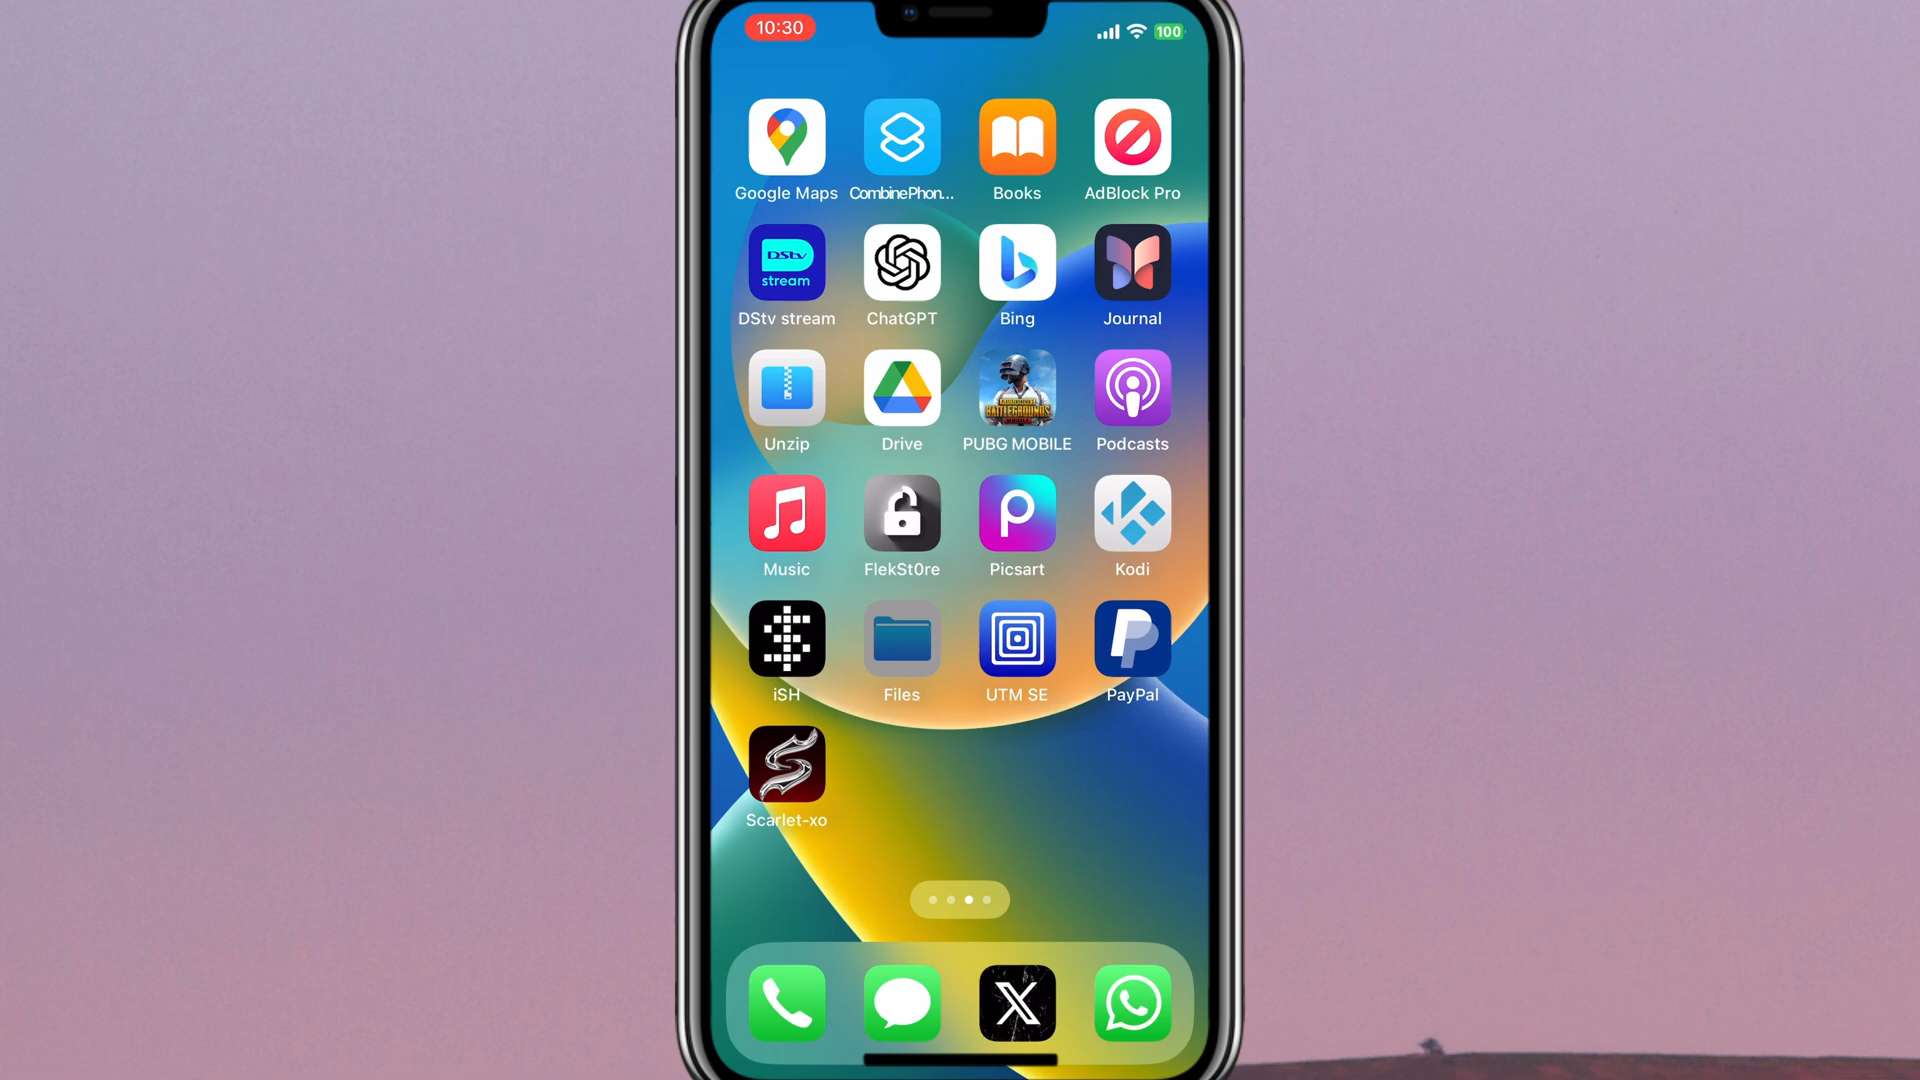 10:30
100
Google Maps
CombinePhon...
Books
AdBlock Pro
DStv
stream
DStv stream
ChatGPT
Bing
Journal
Unzip
Drive
BATTLEGROUNDS
PUBG MOBILE
Podcasts
Music
FlekSt0re
Picsart
Kodi
iSH
Files
UTM SE
PayPal
Scarlet-xo